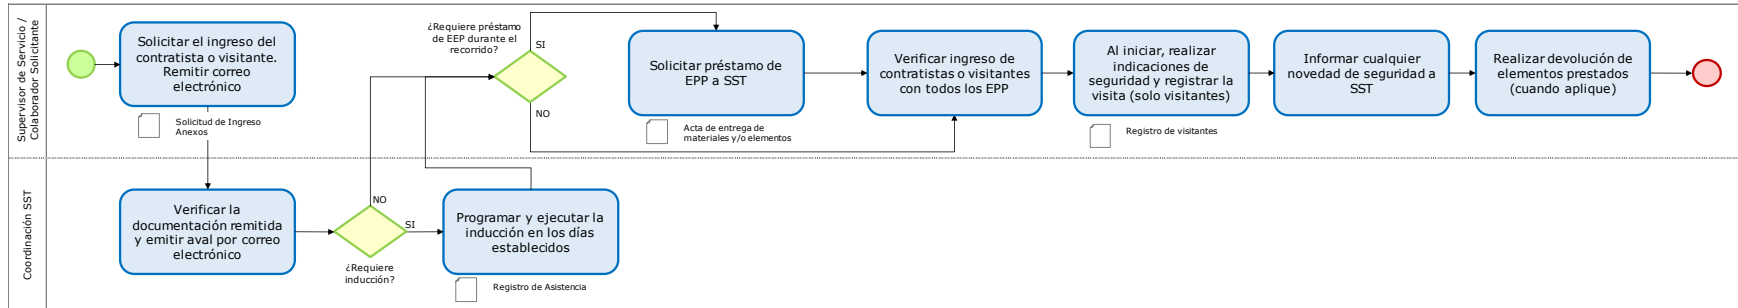 Supervisor de Servicio /
Colaborador Solicitante
Solicitar el ingreso del
contratista o visitante.
Remitir correo
electrónico
Solicitud de Ingreso
Anexos
¿Requiere préstamo
de EEP durante el
recorrido?
SI
NO
Solicitar préstamo de
EPP a SST
Acta de entrega de
materiales y/o elementos
Verificar ingreso de
contratistas o visitantes
con todos los EPP
Al iniciar, realizar
indicaciones de
seguridad y registrar la
visita (solo visitantes)
Registro de visitantes
Informar cualquier
novedad de seguridad a
SST
Realizar devolución de
elementos prestados
(cuando aplique)
Coordinación SST
Verificar la
documentación remitida
y emitir aval por correo
electrónico
NO
SI
¿Requiere
inducción?
Programar y ejecutar la
inducción en los días
establecidos
Registro de Asistencia